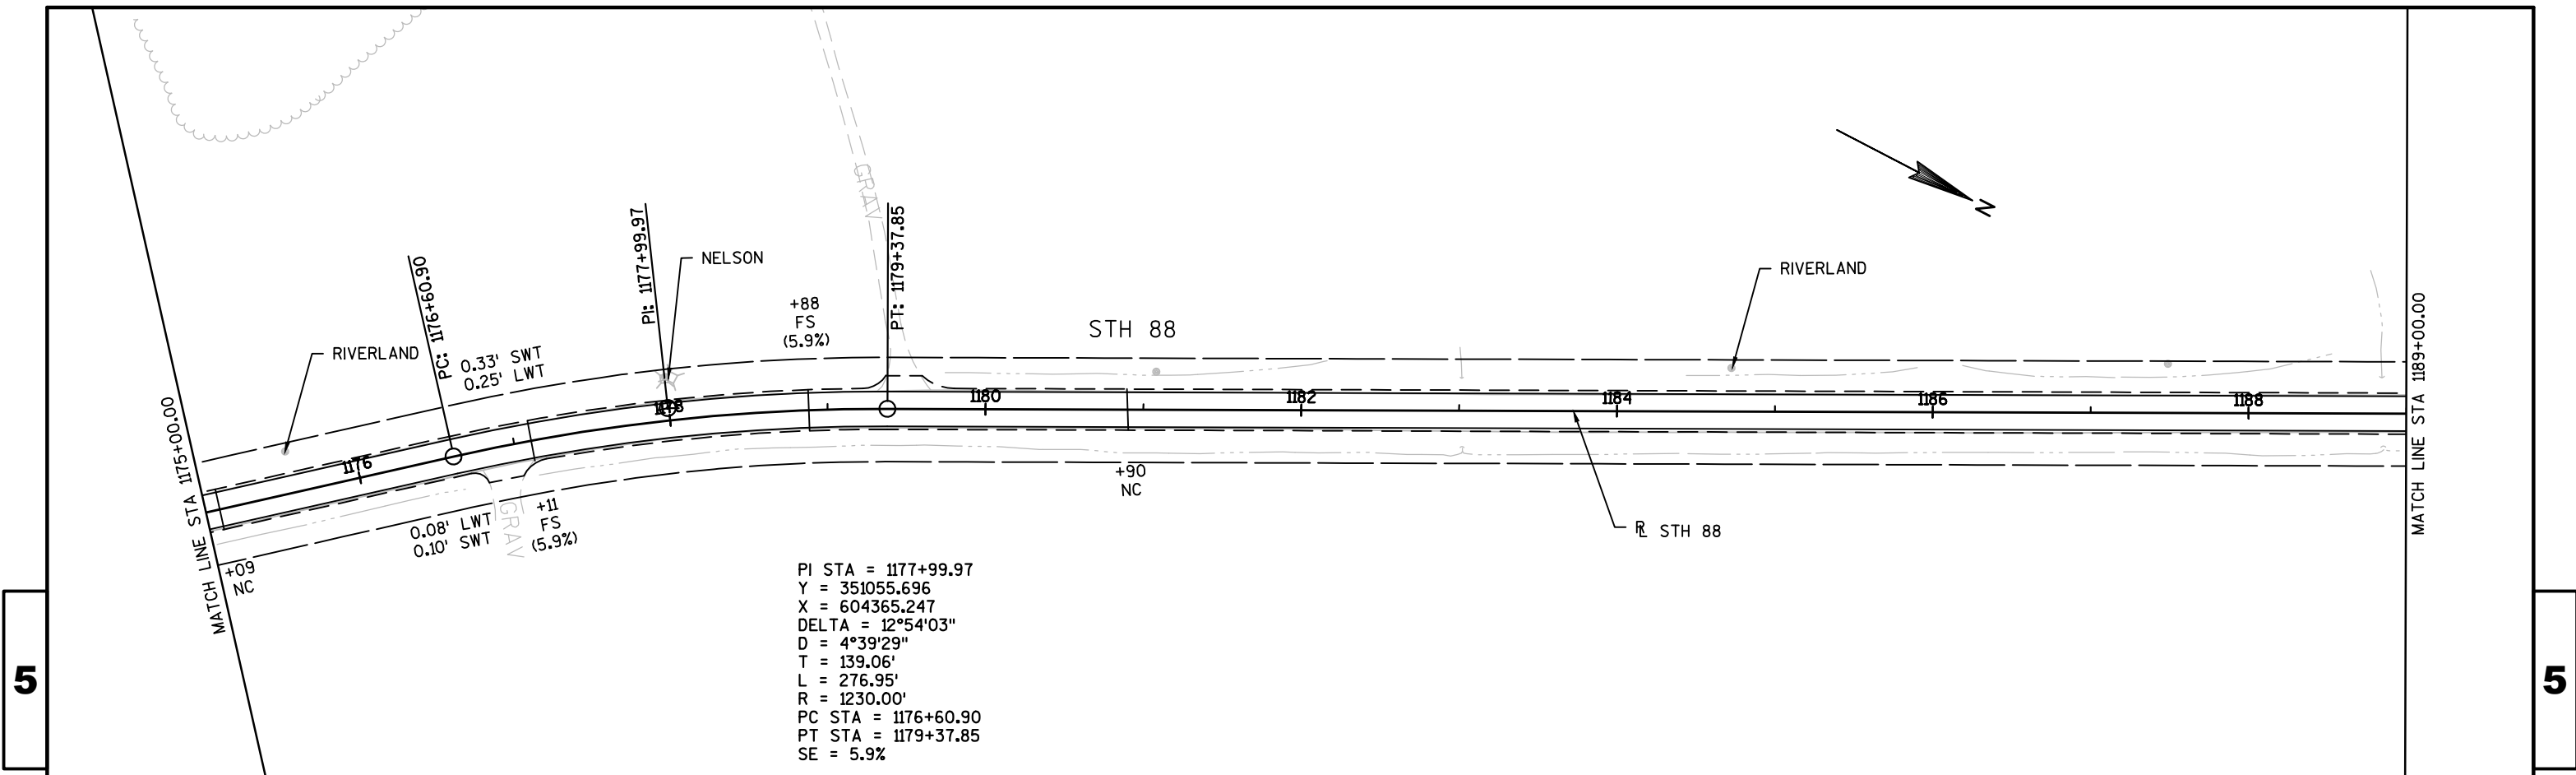 GRAV
N
PI: 1177+99.97
PT: 1179+37.85
NELSON
PC: 1176+60.90
RIVERLAND
+88
FS
(5.9%)
STH 88
RIVERLAND
0.33' SWT
0.25' LWT
MATCH LINE STA 1175+00.00
MATCH LINE STA 1189+00.00
1176
1178
1180
1182
1184
1186
1188
+90
NC
0.08' LWT
0.10' SWT
GRAV
+11
FS
(5.9%)
RL STH 88
+09
NC
PI STA = 1177+99.97
Y = 351055.696
X = 604365.247
DELTA = 12°54'03"
D = 4°39'29"
T = 139.06'
L = 276.95'
R = 1230.00'
PC STA = 1176+60.90
PT STA = 1179+37.85
SE = 5.9%
5
5